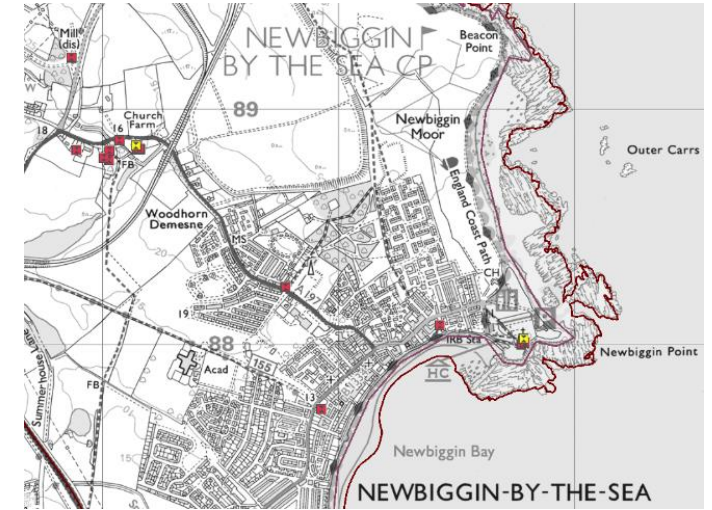 Mill
(dis)
NEWBIGGIN
BY THE SEA CP
Beacon
Point
89
Church
Farm
16
18
FB
Newbiggin
Moor
Outer Carrs
England Coast Path
Woodhorn
Demesne
MS
CH
A197
19
IRB Sta
88
Newbiggin Point
155
Acad
HC
Summerhouse Lane
FB
13
Newbiggin Bay
NEWBIGGIN-BY-THE-SEA